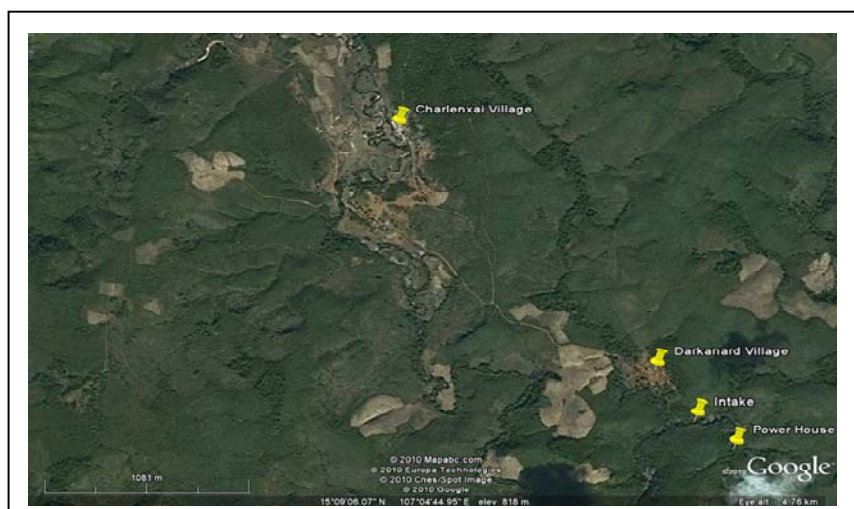 Charlenxai Village
Darkanard Village
Intake
Power House
© 2010 Mapabc.com
© 2010 Europa Technologies
© 2010 Cnes/Spot Image
© 2010 Google
©2010 Google
1081 m
15°09'06.07" N 107°04'44.95" E elev 818 m
Eye alt 4.76 km